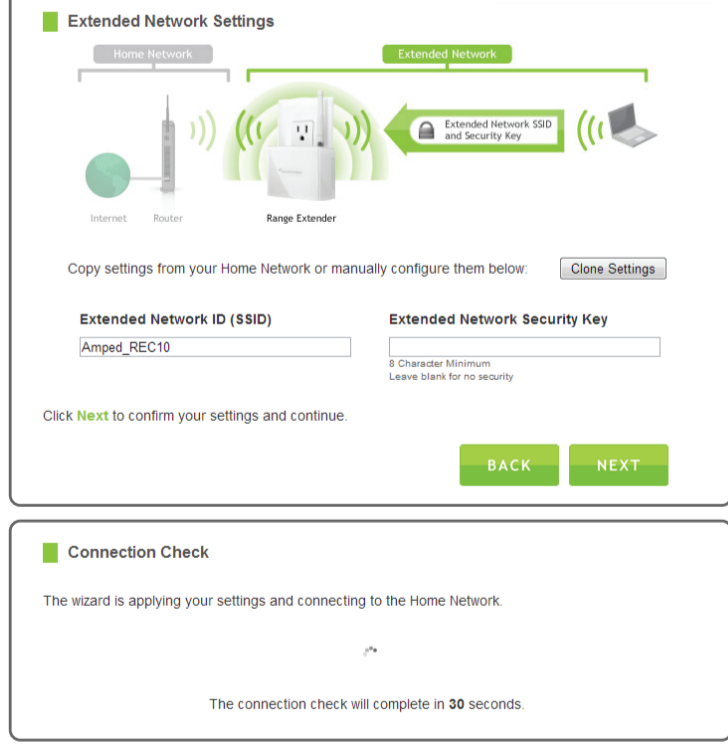 Extended Network Settings
Home Network
Extended Network
Extended Network SSID
and Security Key
Internet
Router
Range Extender
Copy settings from your Home Network or manually configure them below:
Clone Settings
Extended Network ID (SSID)
Extended Network Security Key
Amped_REC10
8 Character Minimum
Leave blank for no security
Click Next to confirm your settings and continue.
BACK
NEXT
Connection Check
The wizard is applying your settings and connecting to the Home Network.
The connection check will complete in 30 seconds.